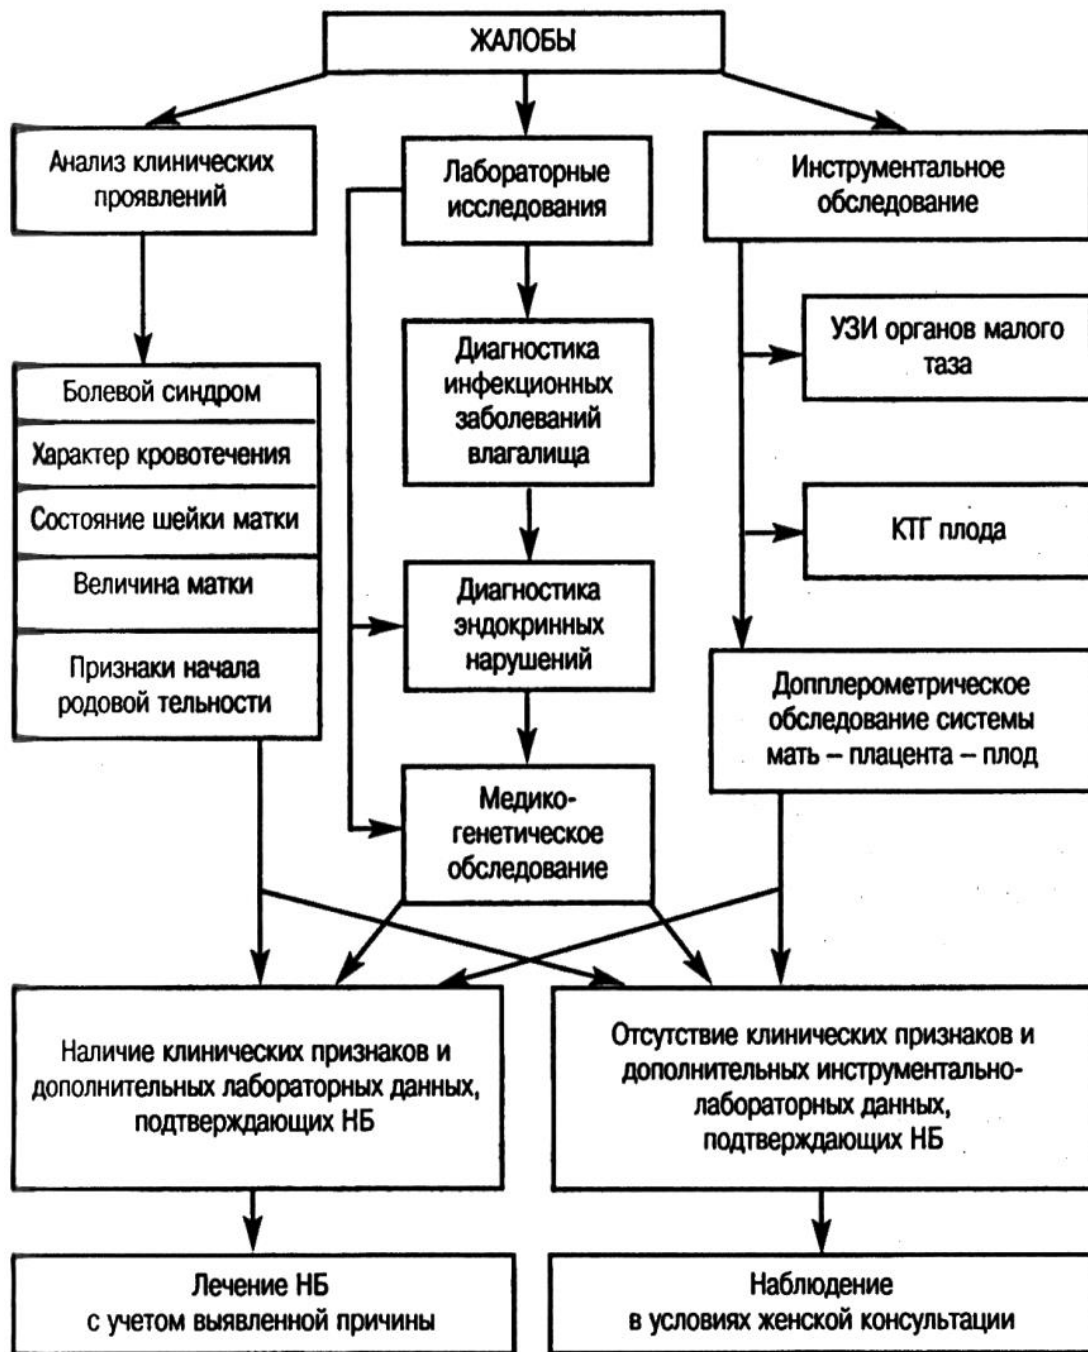 ЖАЛОБЫ
Анализ клинических
проявлений
Лабораторные
исследования
Инструментальное
обследование
Болевой синдром
Характер кровотечения
Состояние шейки матки
Величина матки
Признаки начала
родовой тельности
Диагностика
инфекционных
заболеваний
влагалища
Диагностика
эндокринных
нарушений
Медико-
генетическое
обследование
УЗИ органов малого
таза
КТГ плода
Допплерометрическое
обследование системы
мать – плацента – плод
Наличие клинических признаков и
дополнительных лабораторных данных,
подтверждающих НБ
Отсутствие клинических признаков и
дополнительных инструментально-
лабораторных данных,
подтверждающих НБ
Лечение НБ
с учетом выявленной причины
Наблюдение
в условиях женской консультации